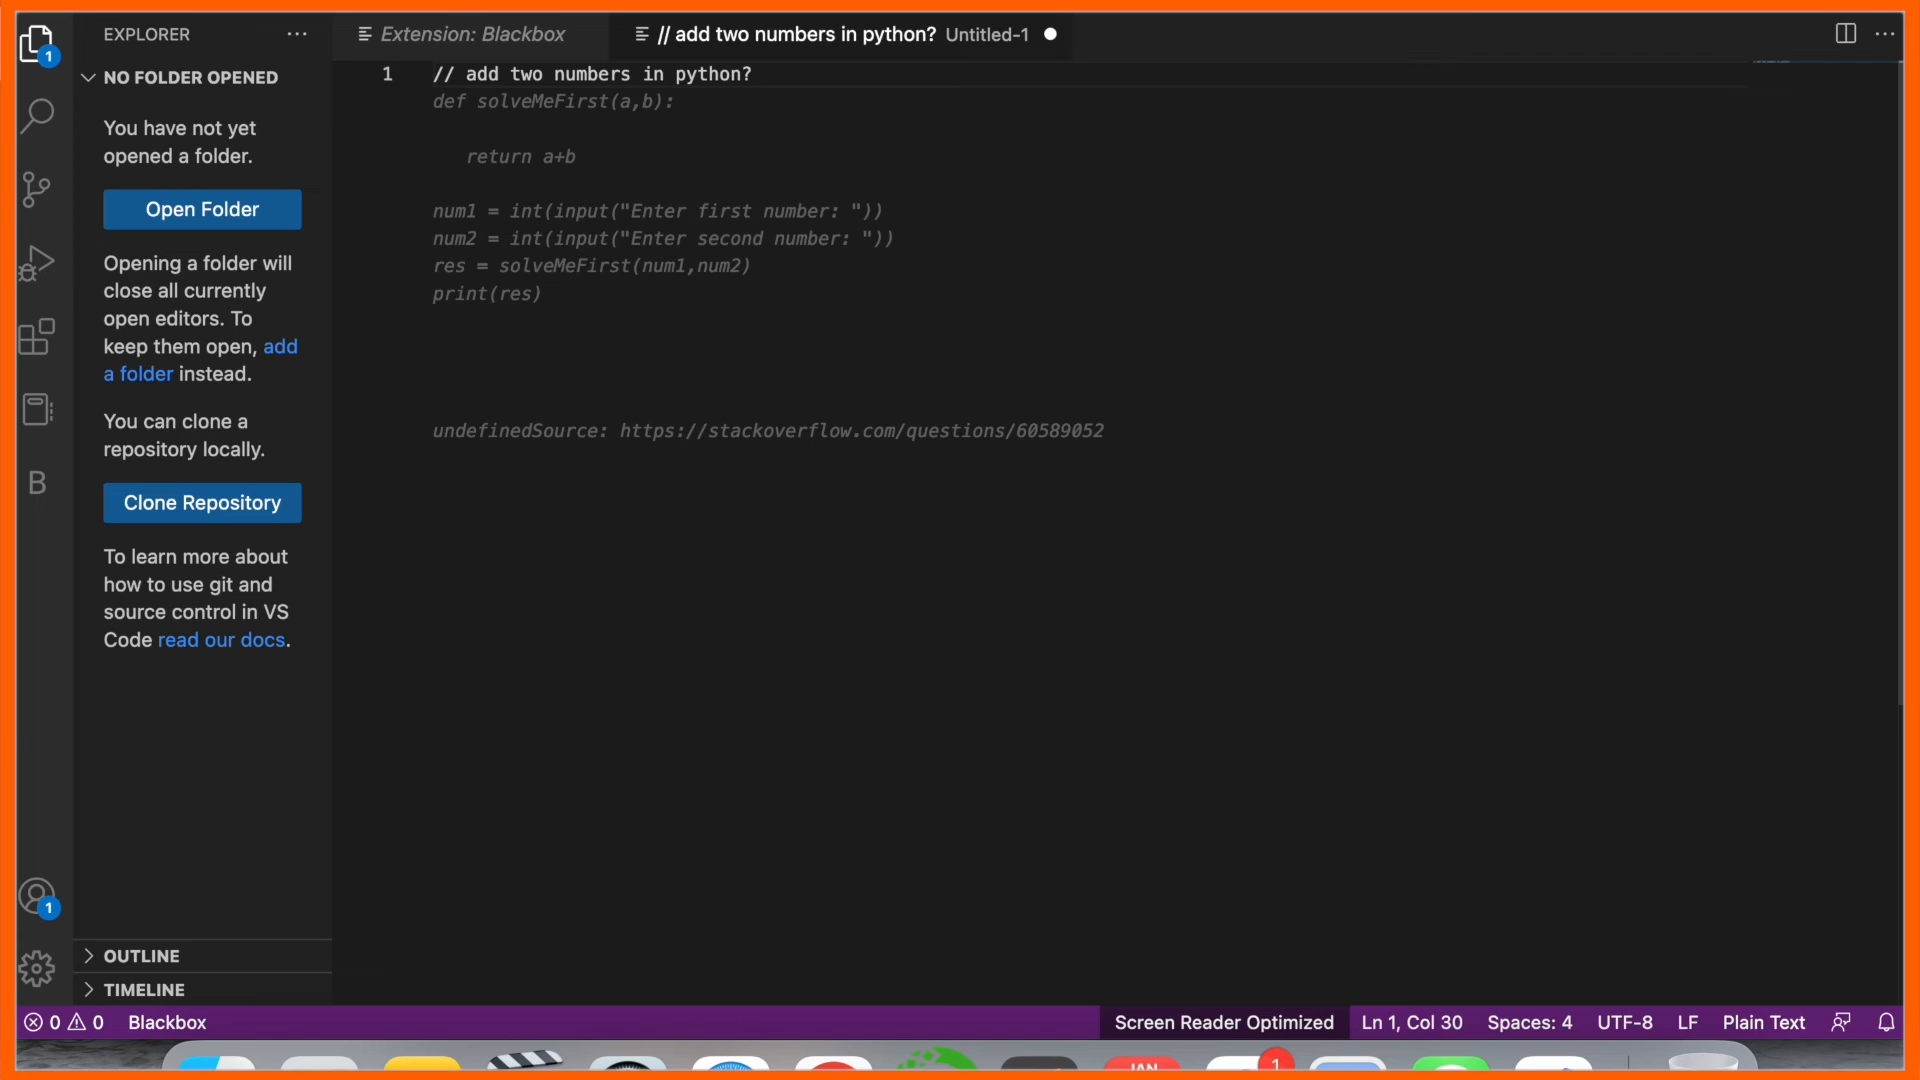 EXPLORER
Extension: Blackbox
// add two numbers in python? Untitled-1
1
NO FOLDER OPENED
You have not yet
opened a folder.
Open Folder
Opening a folder will
close all currently
open editors. To
keep them open, add
a folder instead.
You can clone a
repository locally.
Clone Repository
To learn more about
how to use git and
source control in VS
Code read our docs.
B
1
OUTLINE
TIMELINE
1 // add two numbers in python?
def solveMeFirst(a,b):
return a+b
num1 = int(input("Enter first number: "))
num2 = int(input("Enter second number: "))
res = solveMeFirst(num1,num2)
print(res)
undefinedSource: https://stackoverflow.com/questions/60589052
0 0 Blackbox
Screen Reader Optimized Ln 1, Col 30 Spaces: 4 UTF-8 LF Plain Text
JAN
1